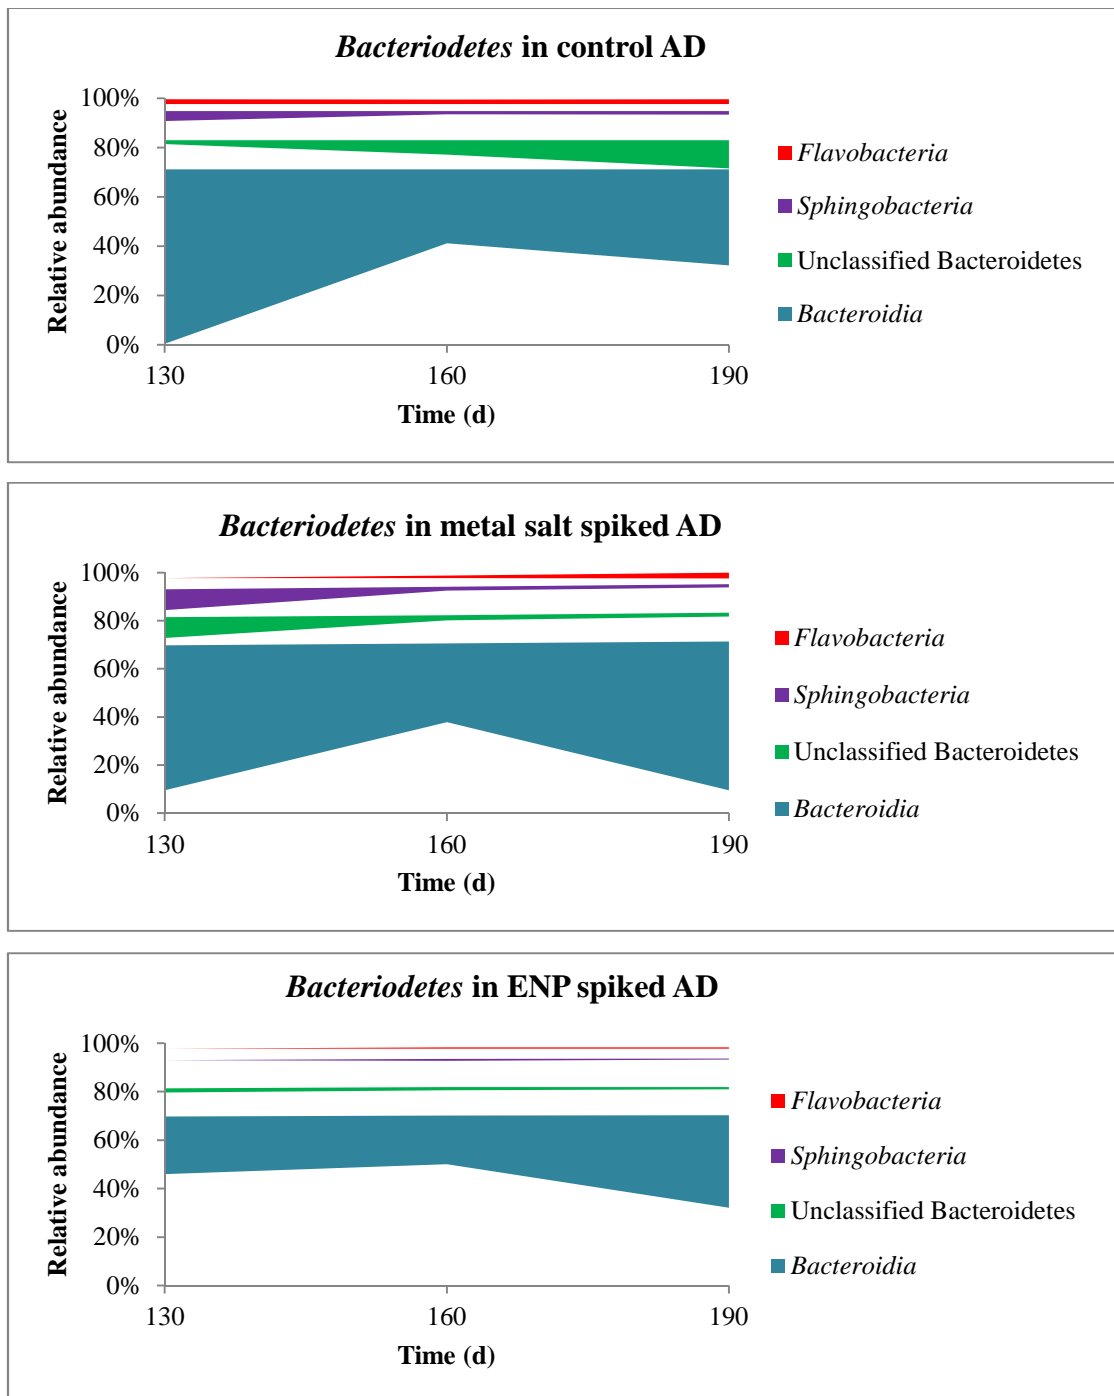 Bacteriodetes in control AD
Relative abundance
100%
80%
60%
40%
20%
0%
130
160
190
Time (d)
Flavobacteria
Sphingobacteria
Unclassified Bacteroidetes
Bacteroidia
Bacteriodetes in metal salt spiked AD
Relative abundance
100%
80%
60%
40%
20%
0%
130
160
190
Time (d)
Flavobacteria
Sphingobacteria
Unclassified Bacteroidetes
Bacteroidia
Bacteriodetes in ENP spiked AD
Relative abundance
100%
80%
60%
40%
20%
0%
130
160
190
Time (d)
Flavobacteria
Sphingobacteria
Unclassified Bacteroidetes
Bacteroidia